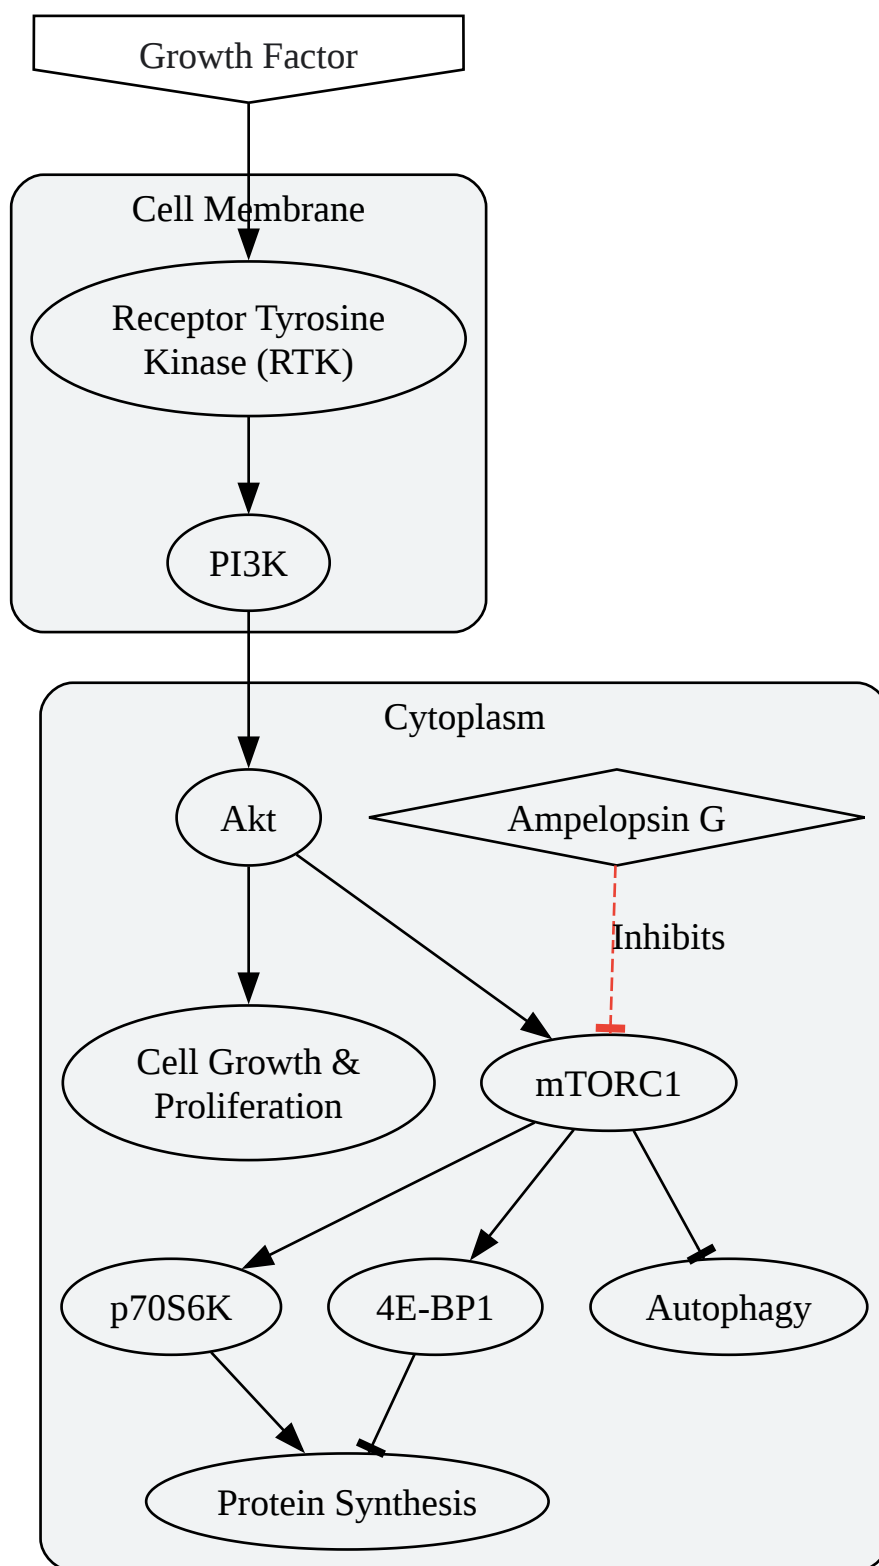 Growth Factor
Cell Membrane
Receptor Tyrosine
Kinase (RTK)
PI3K
Cytoplasm
Akt
Ampelopsin G
Inhibits
Cell Growth &
Proliferation
mTORC1
p70S6K
4E-BP1
Autophagy
Protein Synthesis